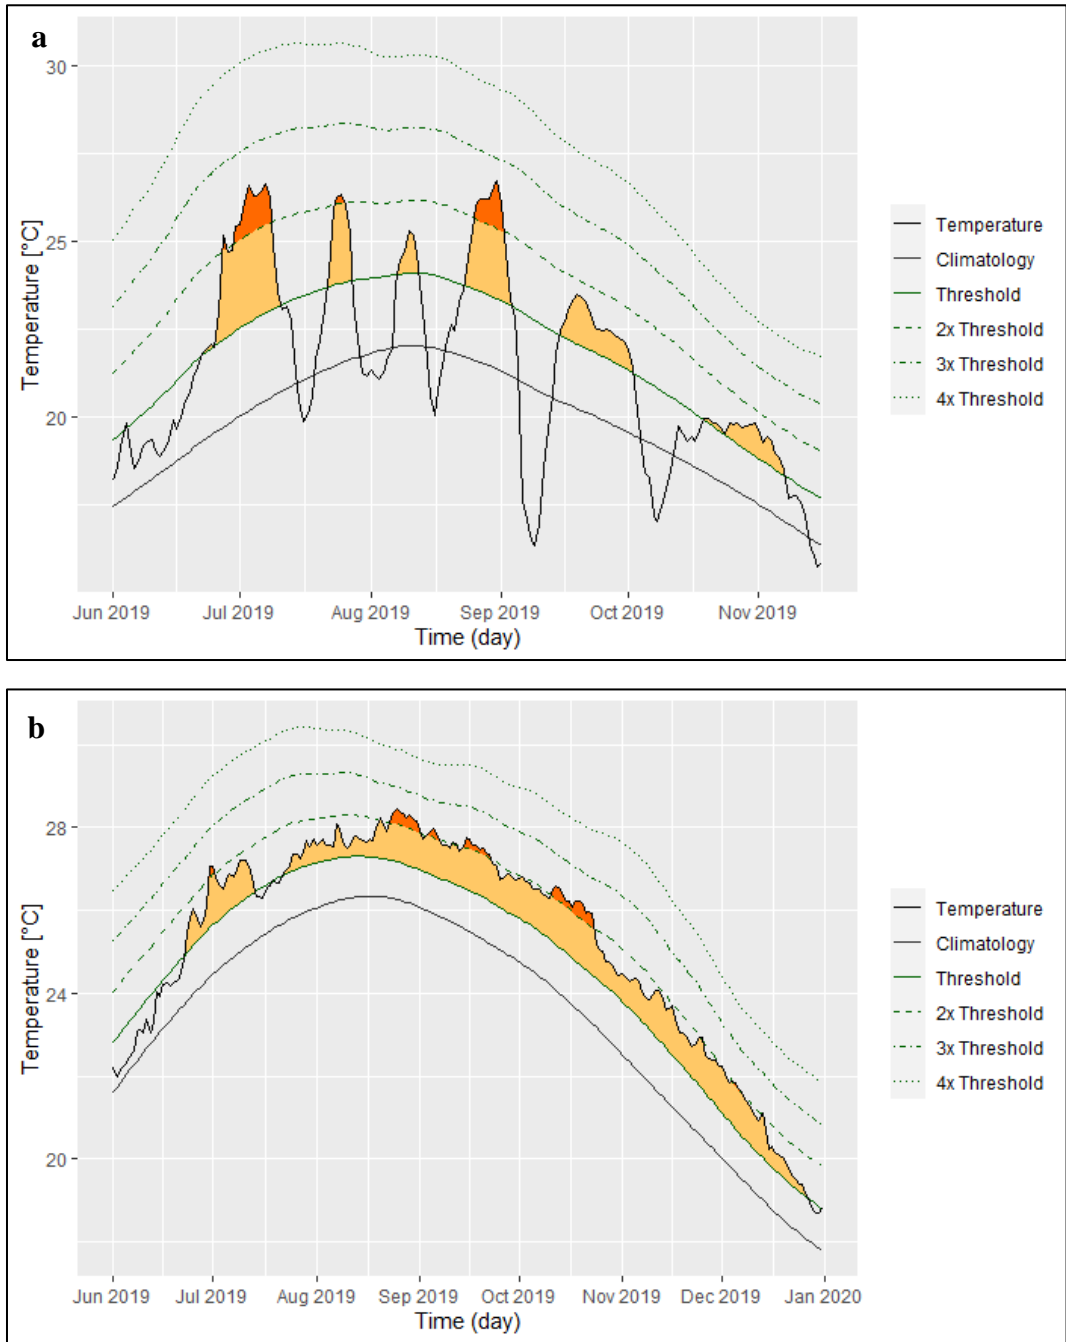 a
30
25
20
Temperature [°C]
Jun 2019 Jul 2019 Aug 2019 Sep 2019 Oct 2019 Nov 2019
Time (day)
Temperature
Climatology
Threshold
2x Threshold
3x Threshold
4x Threshold
b
28
24
20
Temperature [°C]
Jun 2019 Jul 2019 Aug 2019 Sep 2019 Oct 2019 Nov 2019 Dec 2019 Jan 2020
Time (day)
Temperature
Climatology
Threshold
2x Threshold
3x Threshold
4x Threshold